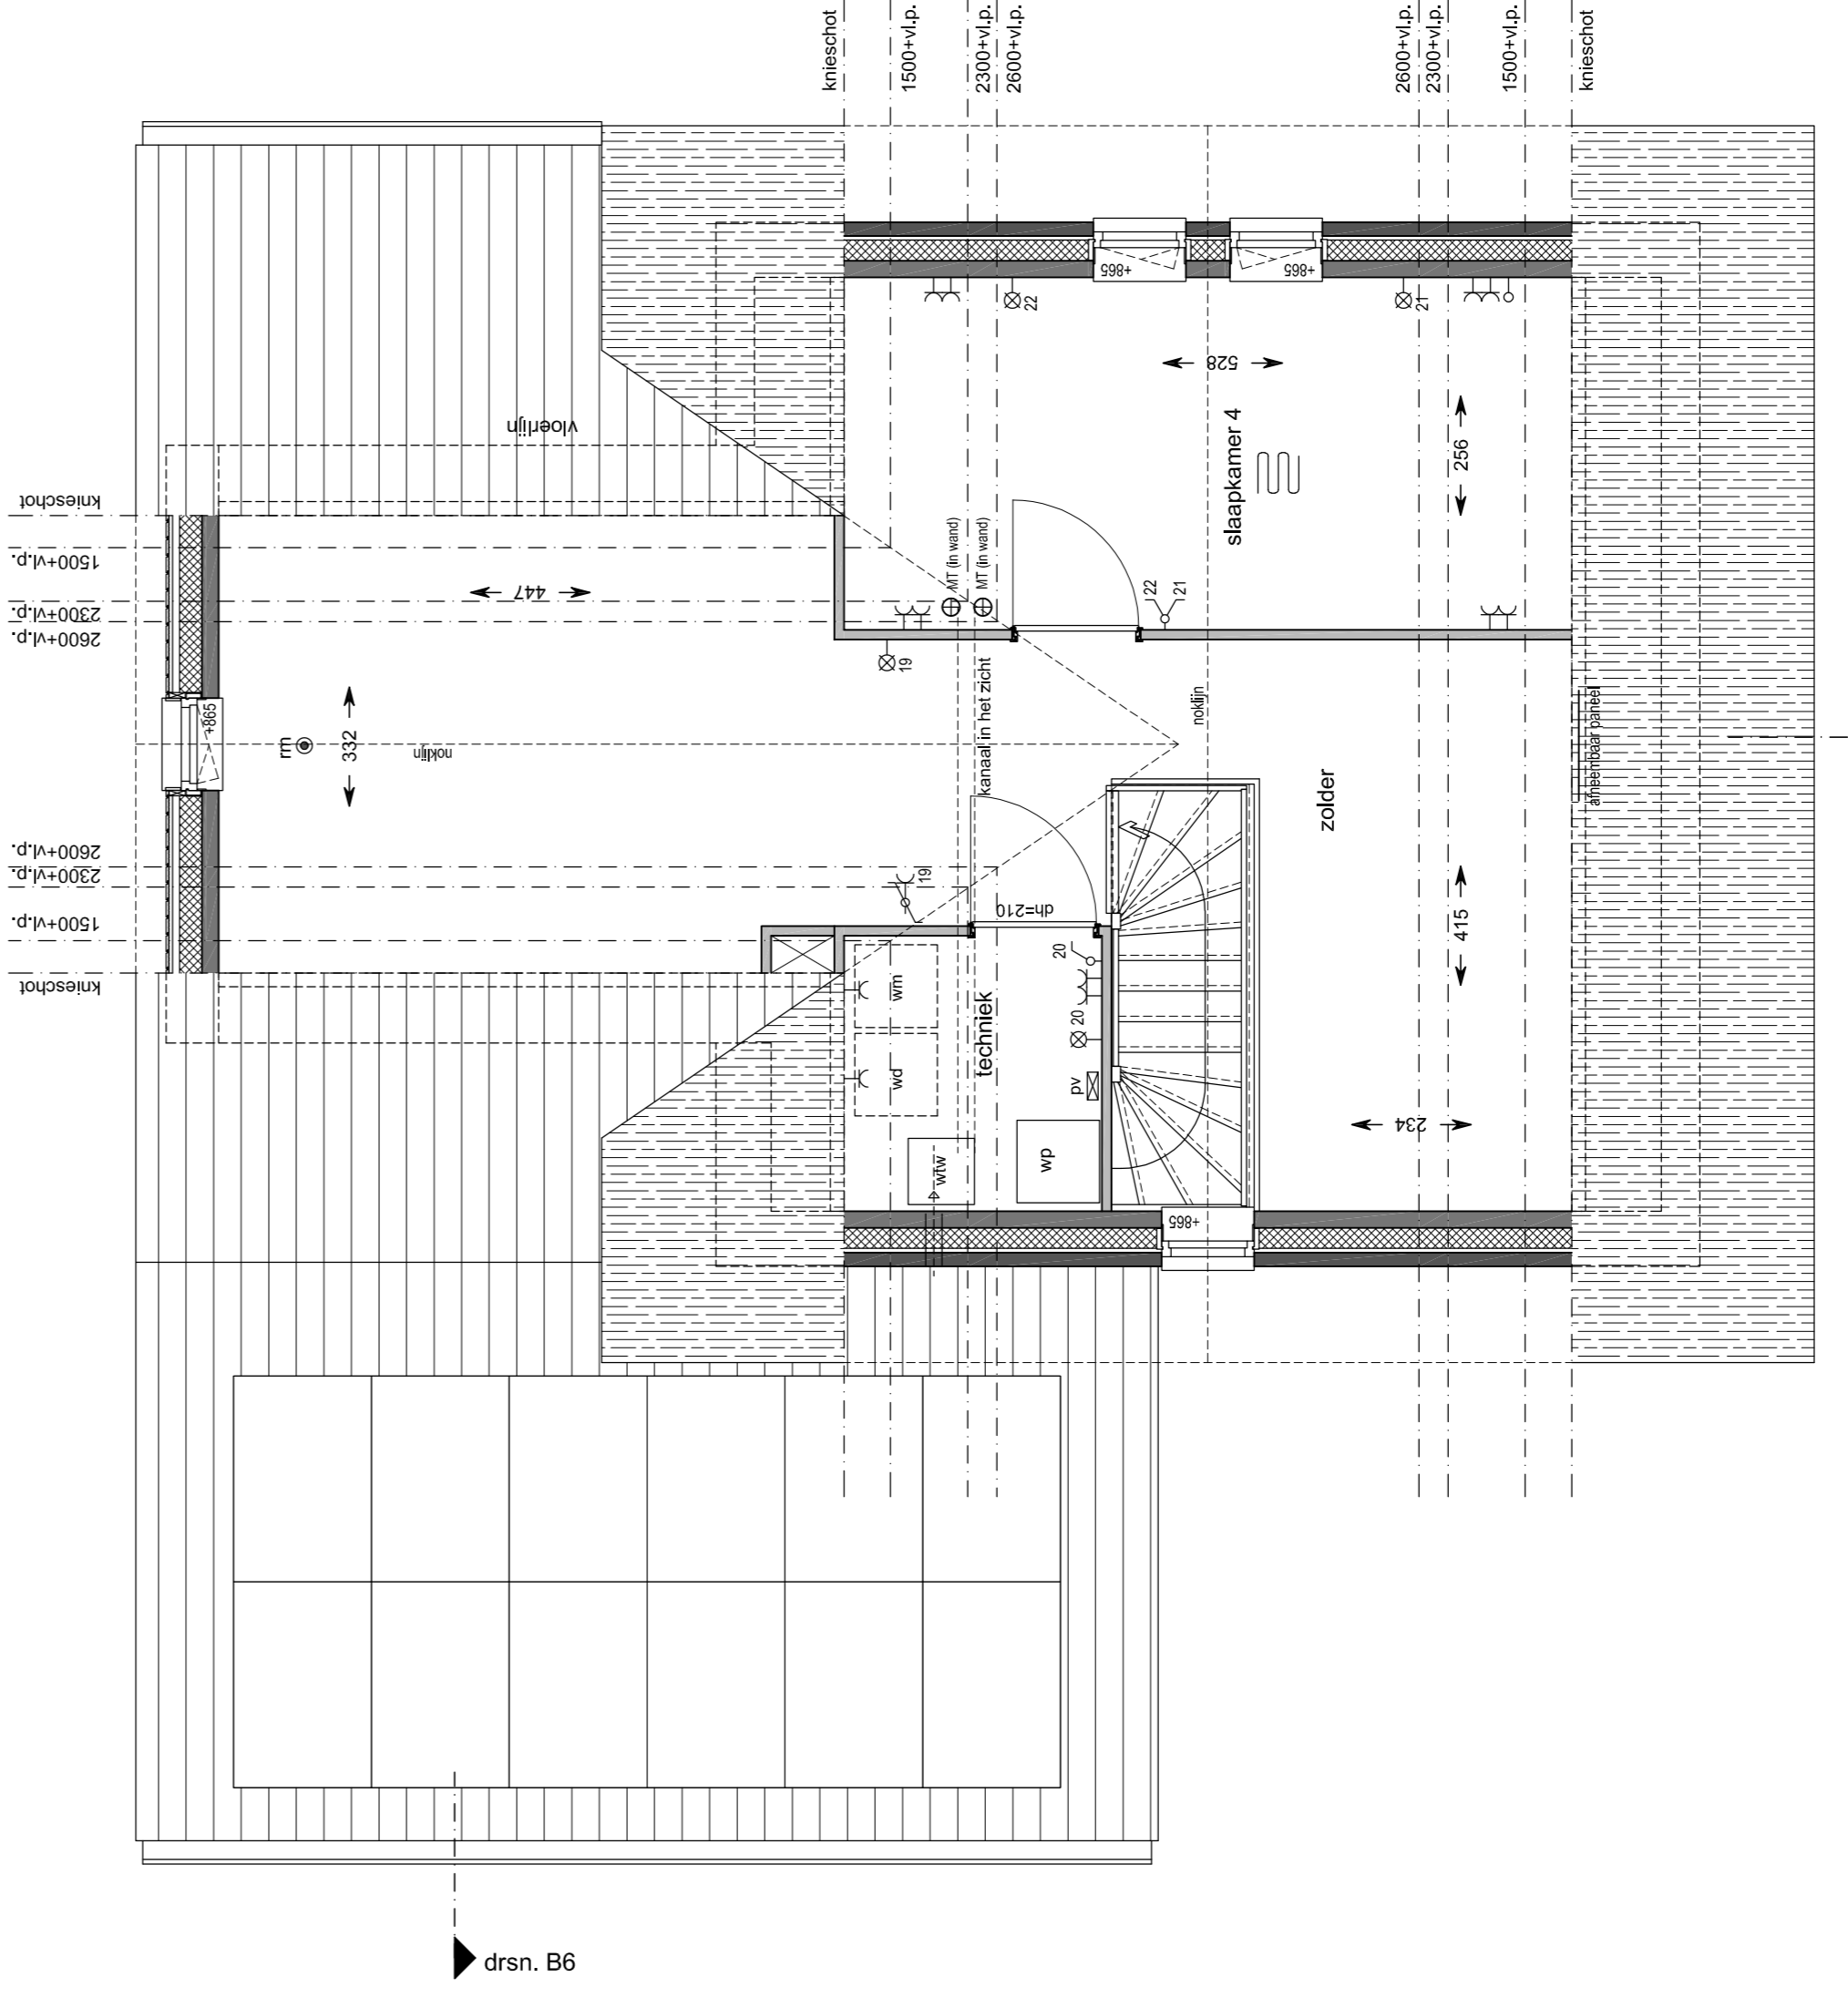 knieschot
1500+vl.p.
2300+vl.p.
2600+vl.p.
2600+vl.p.
2300+vl.p.
1500+vl.p.
knieschot
knieschot
1500+vl.p.
2300+vl.p.
2600+vl.p.
2600+vl.p.
2300+vl.p.
1500+vl.p.
knieschot
vloerlijn
+865
+865
22
21
528
slaapkamer 4
256
447
MT (in wand)
MT (in wand)
22
21
19
kanaal in het zicht
+865
rm
332
noklijn
noklijn
afneembaar paneel
zolder
19
dh=210
415
wm
techniek
20
20
wd
pv
234
wtw
wp
+865
drsn. B6